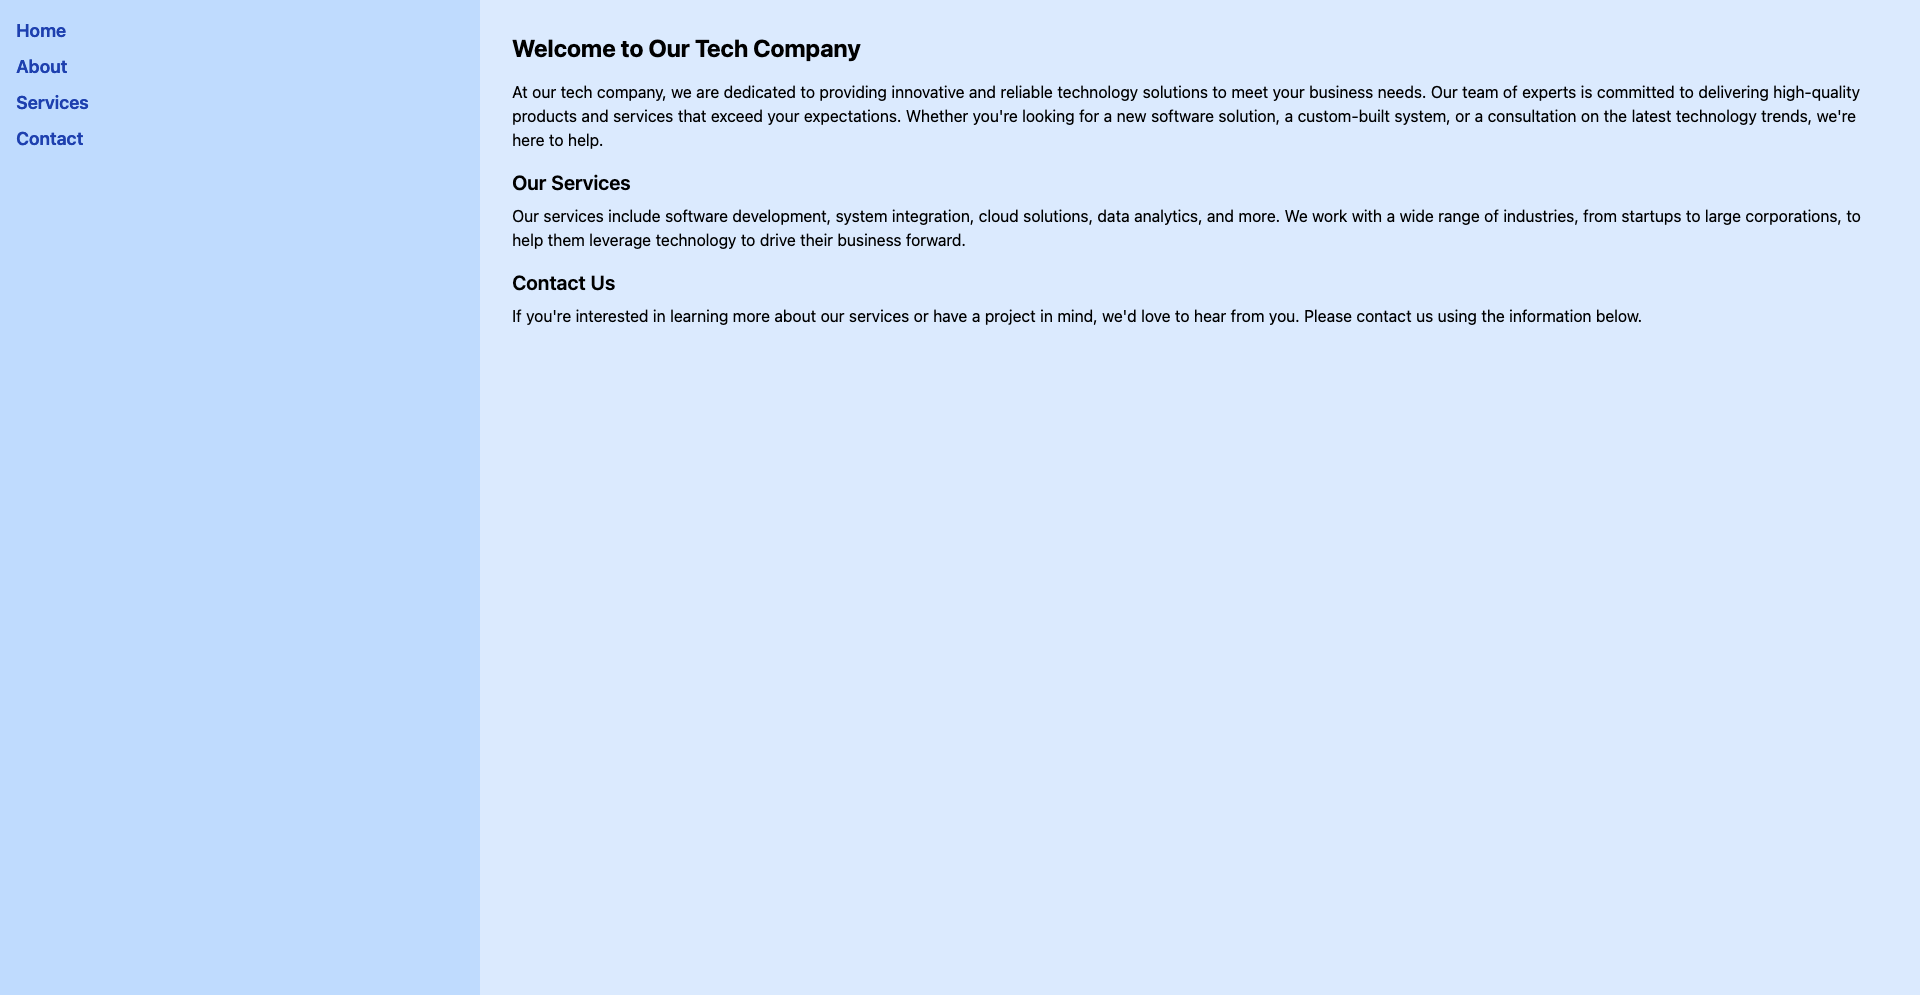 Home
About
Services
Contact
Welcome to Our Tech Company
At our tech company, we are dedicated to providing innovative and reliable technology solutions to meet your business needs. Our team of experts is committed to delivering high-quality
products and services that exceed your expectations. Whether you're looking for a new software solution, a custom-built system, or a consultation on the latest technology trends, we're
here to help.
Our Services
Our services include software development, system integration, cloud solutions, data analytics, and more. We work with a wide range of industries, from startups to large corporations, to
help them leverage technology to drive their business forward.
Contact Us
If you're interested in learning more about our services or have a project in mind, we'd love to hear from you. Please contact us using the information below.